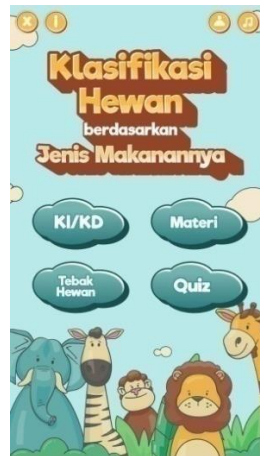 Klasifikasi
Hewan
berdasarkan
Jenis Makanannya
KI/KD
Materi
Tebak
Hewan
Quiz